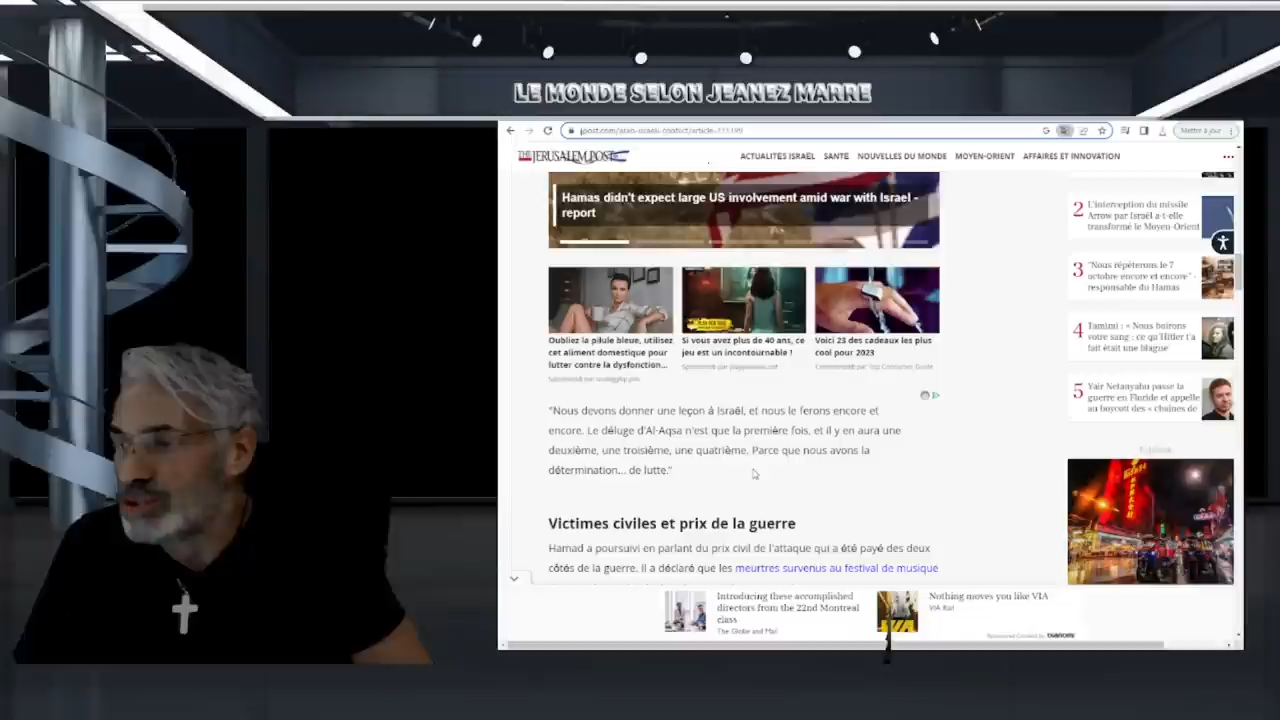 LE MONDE SELON JEANEZ MARRE
Mettre à jour
THE JERUSALEM POST
ACTUALITÉS ISRAËL SANTÉ NOUVELLES DU MONDE MOYEN-ORIENT AFFAIRES ET INNOVATION
Hamas didn't expect large US involvement amid war with Israel -
report
Oubliez la pilule bleue, utilisez
cet aliment domestique pour
lutter contre la dysfonction...
Si vous avez plus de 40 ans, ce
jeu est un incontournable !
Voici 23 des cadeaux les plus
cool pour 2023
"Nous devons donner une leçon à Israël, et nous le ferons encore et
encore. Le déluge d'Al-Aqsa n'est que la première fois, et il y en aura une
deuxième, une troisième, une quatrième. Parce que nous avons la
détermination... de lutte."
Victimes civiles et prix de la guerre
Hamad a poursuivi en parlant du prix civil de l'attaque qui a été payé des deux
côtés de la guerre. Il a déclaré que les meurtres survenus au festival de musique
2 L'interception du missile
Arrow par Israël a-t-elle
transformé le Moyen-Orient
3 "Nous répéterons le 7
octobre encore et encore" -
responsable du Hamas
4 Tamimi : « Nous boirons
votre sang : ce qu'Hitler t'a
fait était une blague'
5 Yair Netanyahu passe la
guerre en Floride et appelle
au boycott des « chaînes de
Introducing these accomplished
directors from the 22nd Montreal
class
The Globe and Mail
Nothing moves you like VIA
VIA Rail
Sponsored Content by DIANOMI